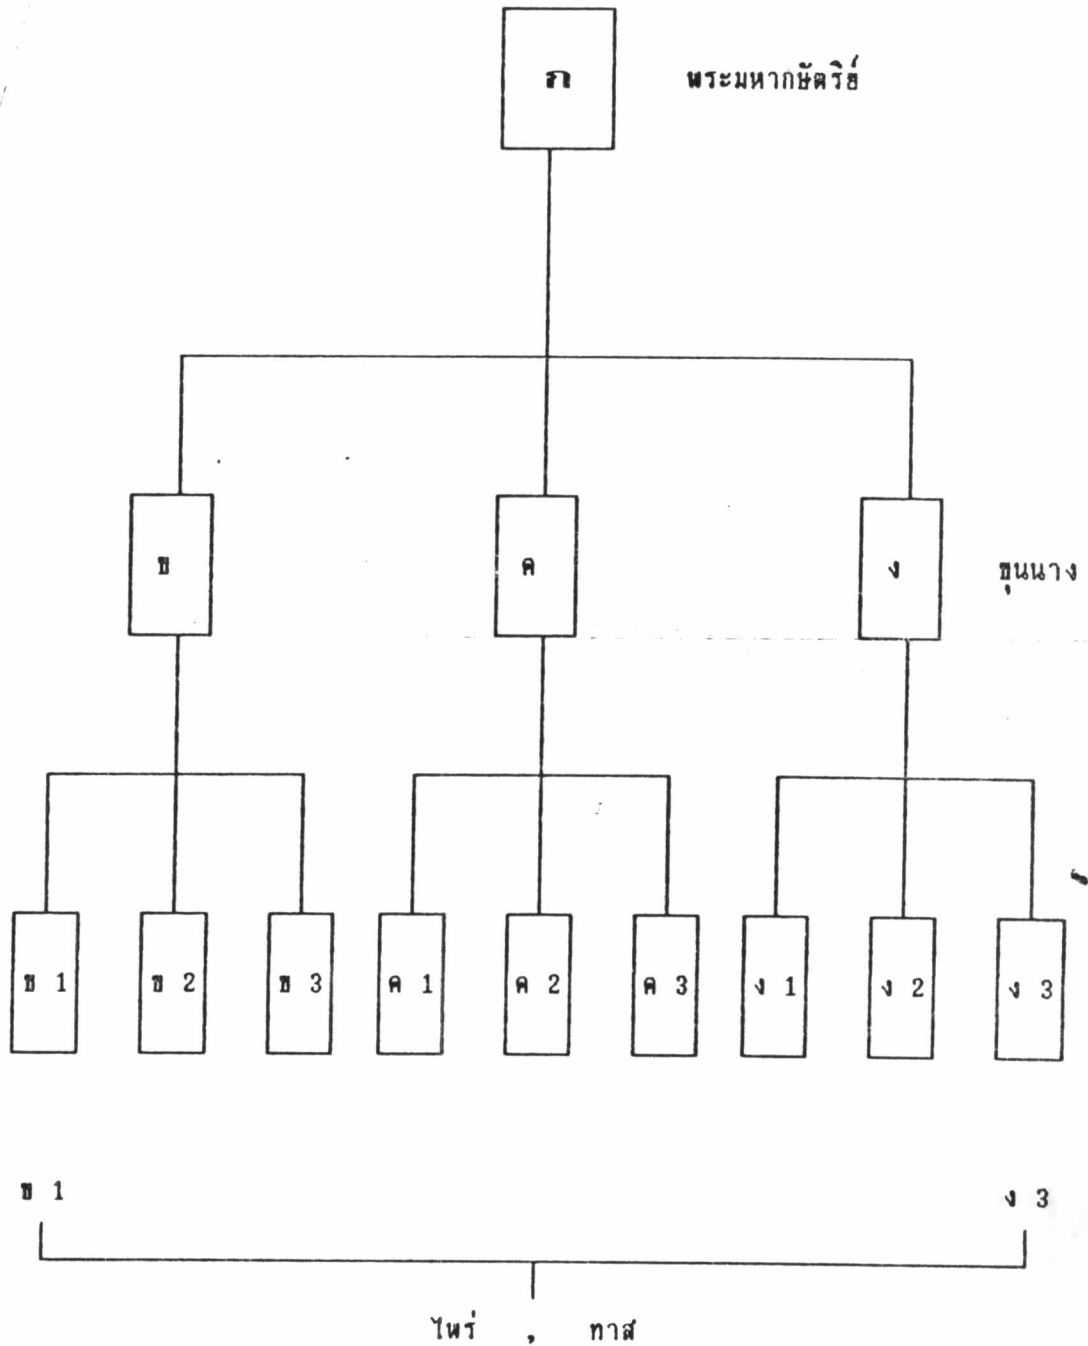 ก พระมหากษัตริย์
ข ค ง ขุนนาง
ข 1 ข 2 ข 3 ค 1 ค 2 ค 3 ง 1 ง 2 ง 3
ข 1 ง 3
ไพร่ , ทาส